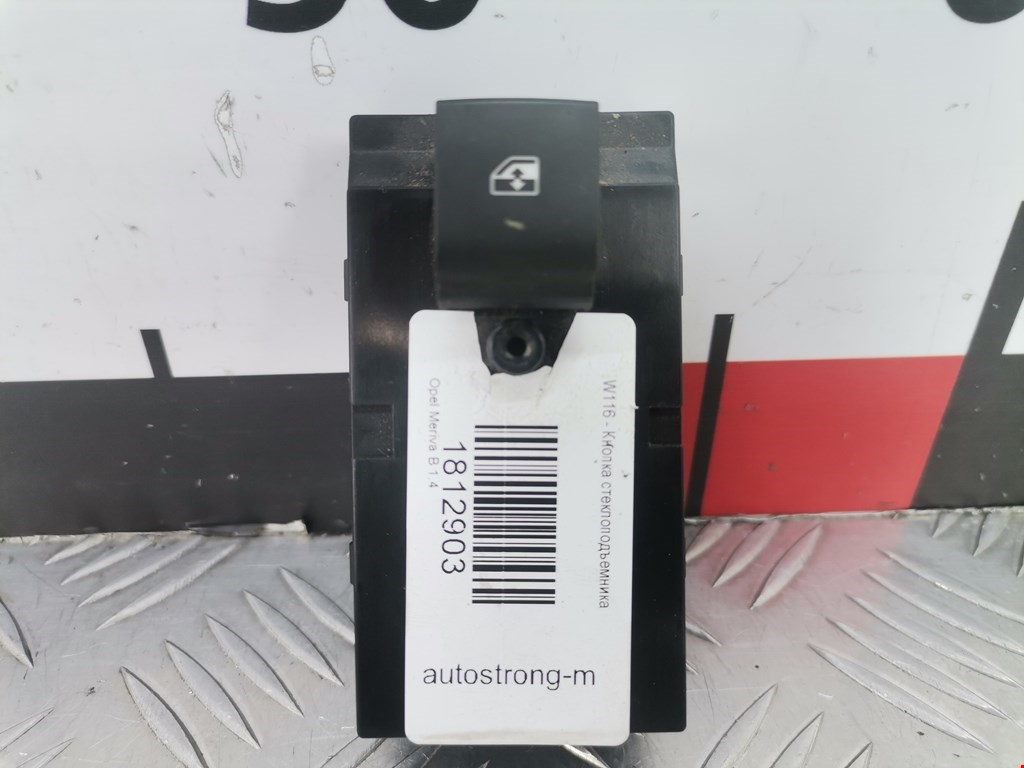 W116 - Кнопка стеклоподъемника
1812903
Opel Meriva B 1.4
autostrong-m